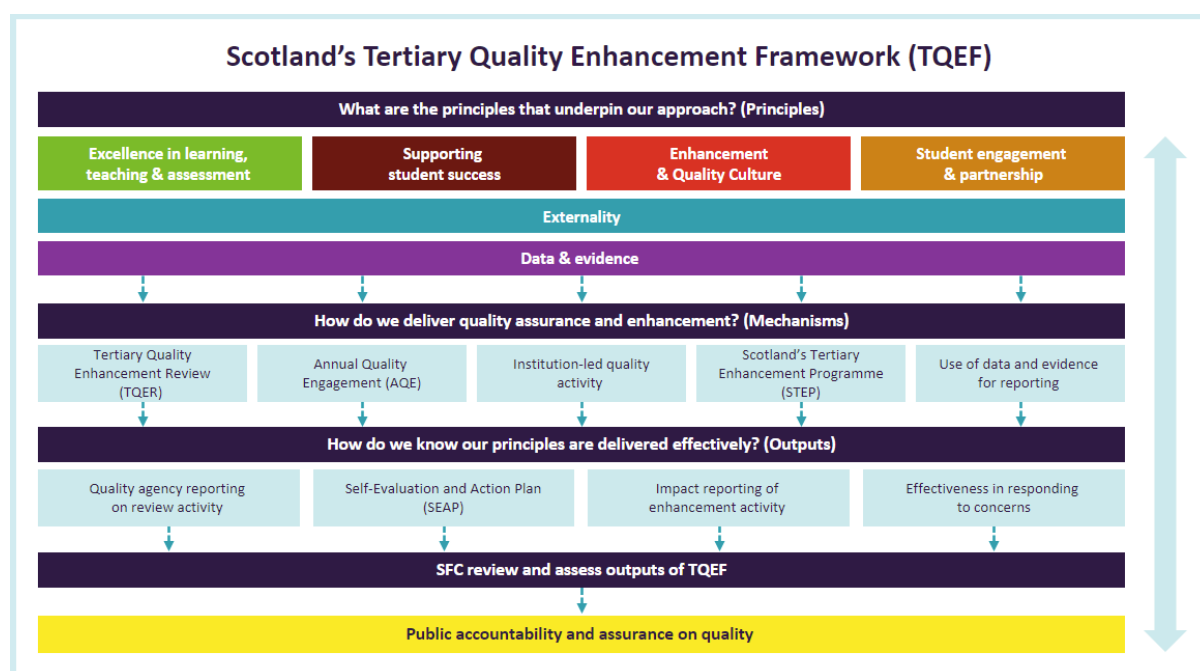 Scotland’s Tertiary Quality Enhancement Framework (TQEF)
What are the principles that underpin our approach? (Principles)
Excellence in learning,
teaching & assessment
Supporting
student success
Enhancement
& Quality Culture
Student engagement
& partnership
Externality
Data & evidence
How do we deliver quality assurance and enhancement? (Mechanisms)
Tertiary Quality
Enhancement Review
(TQER)
Annual Quality
Engagement (AQE)
Institution-led quality
activity
Scotland’s Tertiary
Enhancement Programme
(STEP)
Use of data and evidence
for reporting
How do we know our principles are delivered effectively? (Outputs)
Quality agency reporting
on review activity
Self-Evaluation and Action Plan
(SEAP)
Impact reporting of
enhancement activity
Effectiveness in responding
to concerns
SFC review and assess outputs of TQEF
Public accountability and assurance on quality